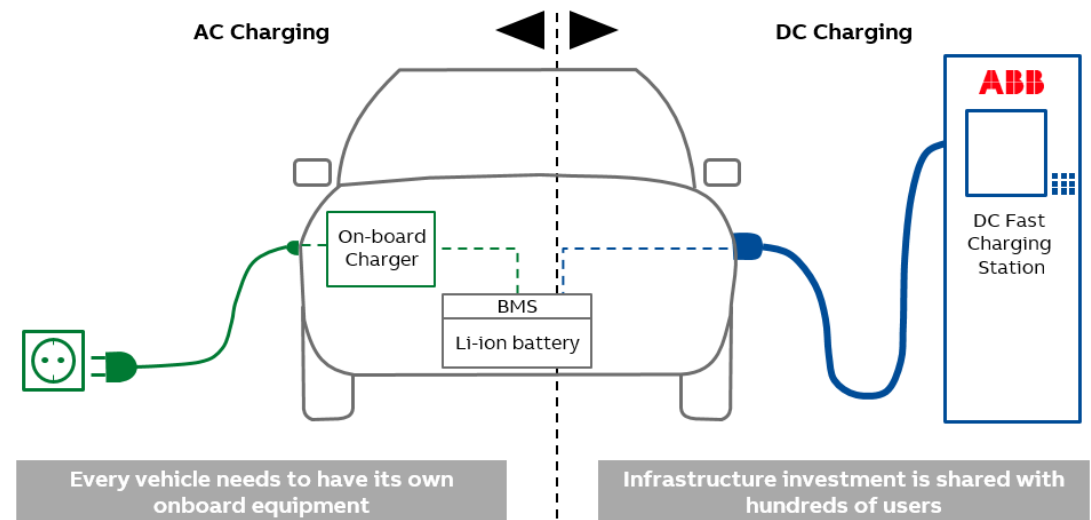 AC Charging
DC Charging
ABB
On-board
Charger
DC Fast
Charging
Station
BMS
Li-ion battery
Every vehicle needs to have its own
onboard equipment
Infrastructure investment is shared with
hundreds of users